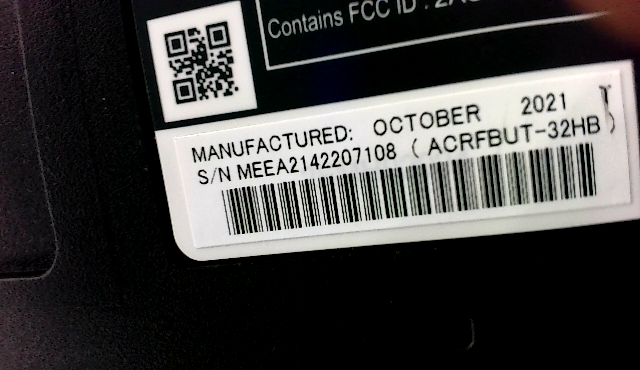 Contains FCC ID :
MANUFACTURED: OCTOBER 2021
S/N MEEA2142207108 (ACRFBUT-32HB)